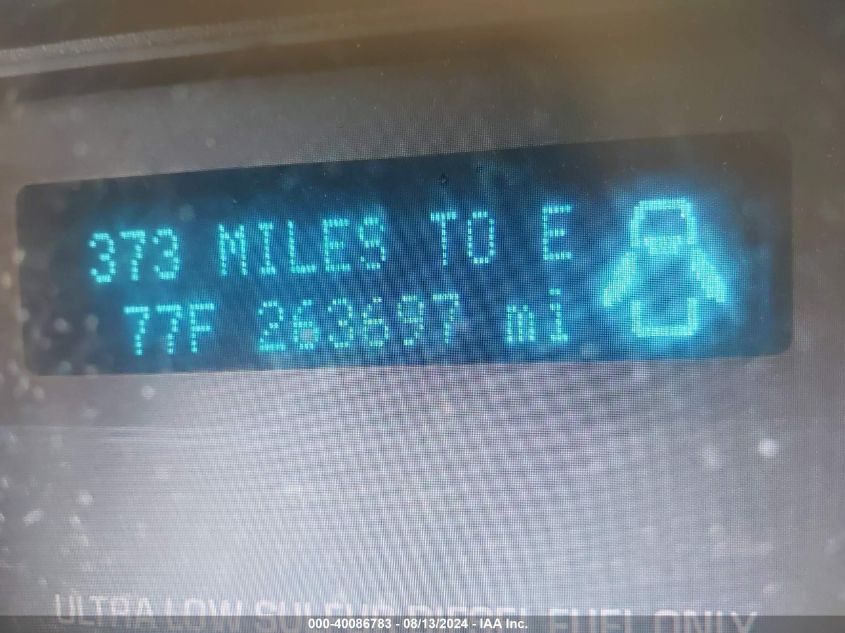 373 MILES TO E
77F 263697 mi
ULTRA LOW SULFUR DIESEL FUEL ONLY
000-40086783 - 08/13/2024 - IAA Inc.